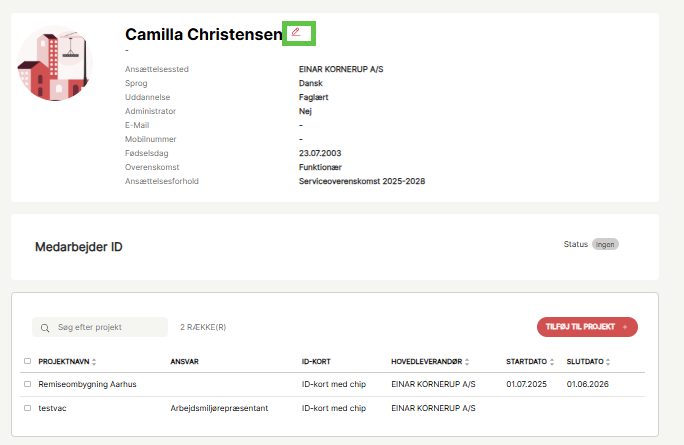 Camilla Christensen
-
Ansættelsessted EINAR KORNERUP A/S
Sprog Dansk
Uddannelse Faglært
Administrator Nej
E-Mail -
Mobilnummer -
Fødselsdag 23.07.2003
Overenskomst Funktionær
Ansættelsesforhold Serviceoverenskomst 2025-2028
Medarbejder ID Status Ingen
Søg efter projekt 2 RÆKKE(R) TILFØJ TIL PROJEKT +
PROJEKTNAVN ANSVAR ID-KORT HOVEDLEVERANDØR STARTDATO SLUTDATO
Remiseombygning Aarhus ID-kort med chip EINAR KORNERUP A/S 01.07.2025 01.06.2026
testvac Arbejdsmiljørepræsentant ID-kort med chip EINAR KORNERUP A/S